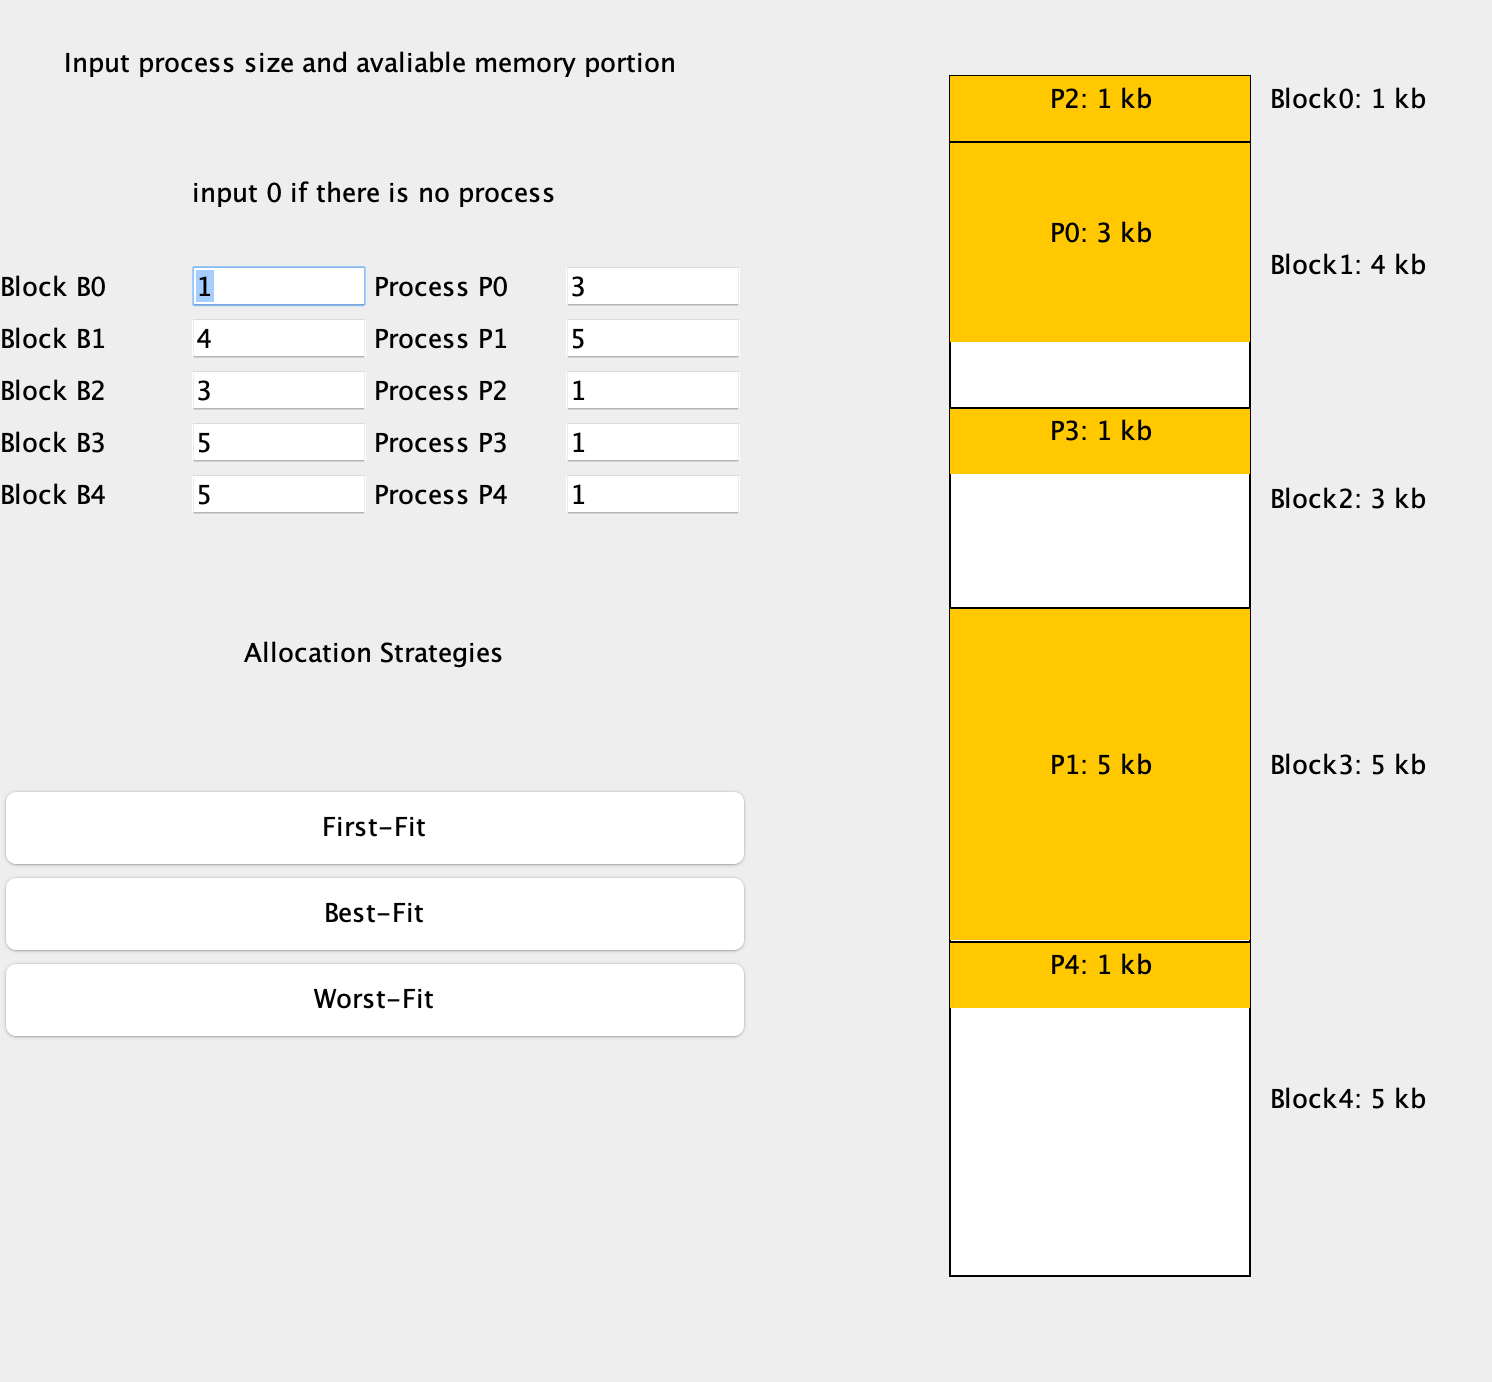 Input process size and avaliable memory portion
input 0 if there is no process
Block B0 1 Process P0 3
Block B1 4 Process P1 5
Block B2 3 Process P2 1
Block B3 5 Process P3 1
Block B4 5 Process P4 1
Allocation Strategies
First-Fit
Best-Fit
Worst-Fit
P2: 1 kb Block0: 1 kb
P0: 3 kb
Block1: 4 kb
P3: 1 kb
Block2: 3 kb
P1: 5 kb Block3: 5 kb
P4: 1 kb
Block4: 5 kb